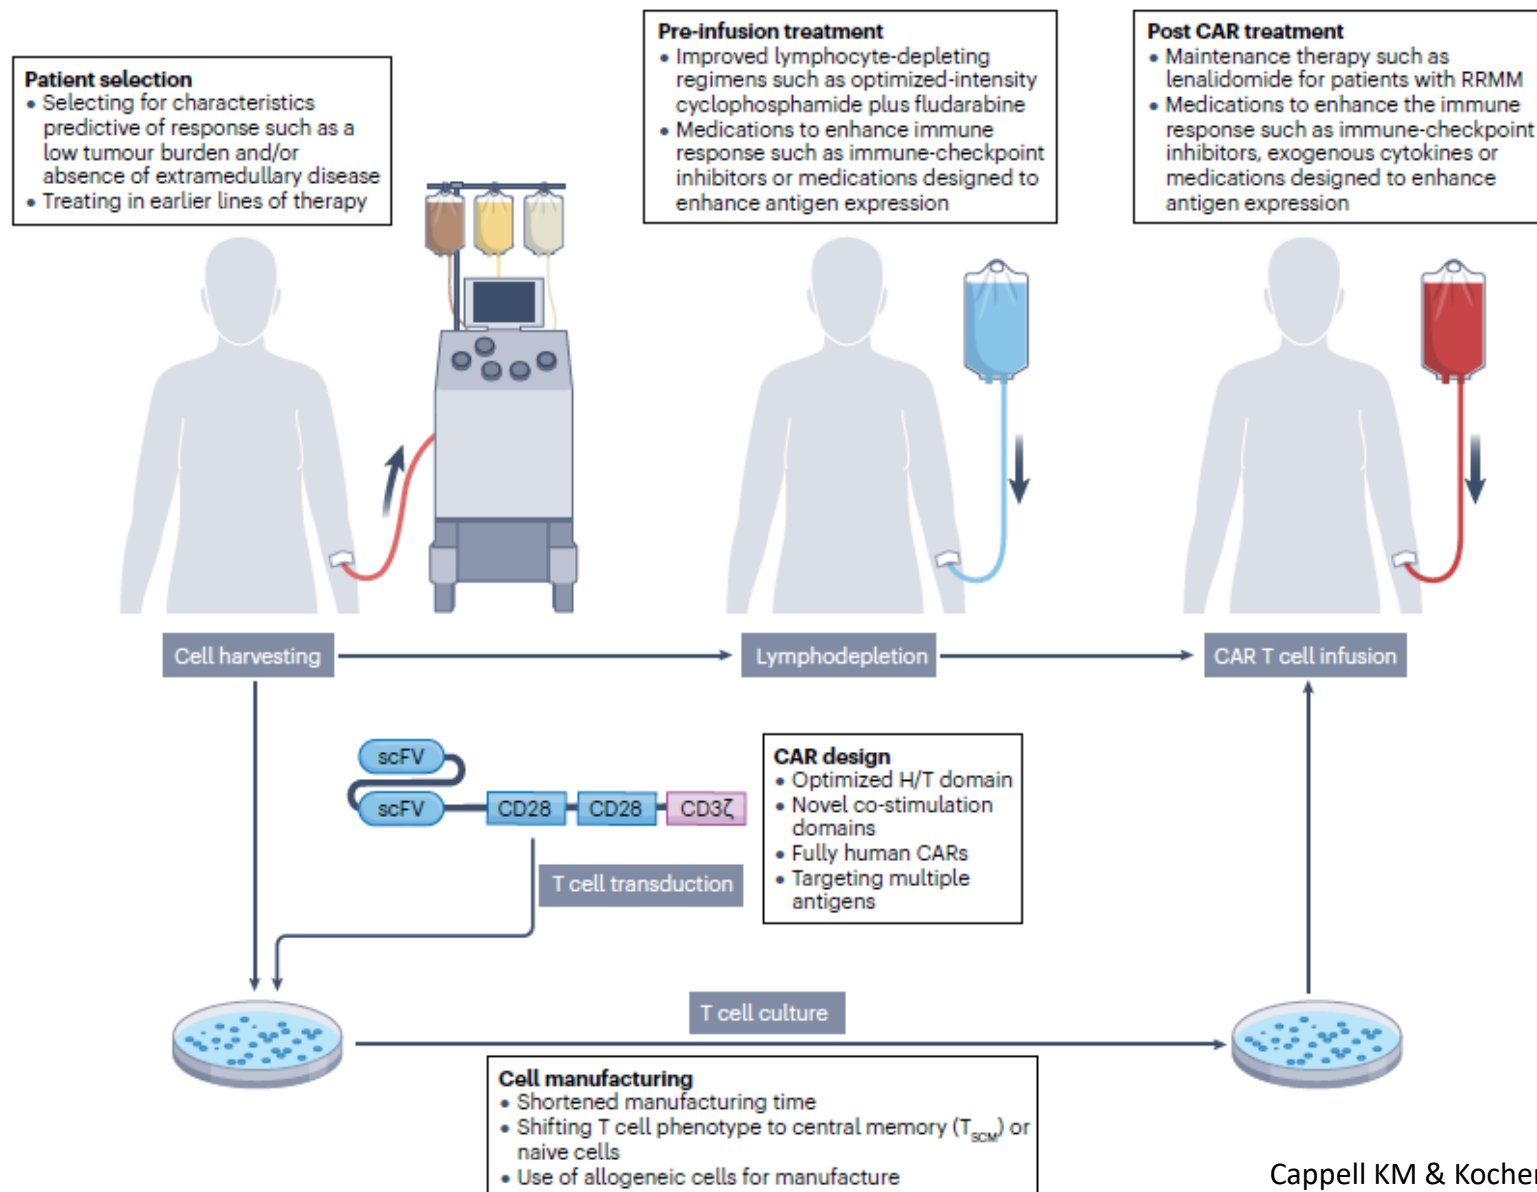 Patient selection
• Selecting for characteristics
predictive of response such as a
low tumour burden and/or
absence of extramedullary disease
• Treating in earlier lines of therapy
Pre-infusion treatment
• Improved lymphocyte-depleting
regimens such as optimized-intensity
cyclophosphamide plus fludarabine
• Medications to enhance immune
response such as immune-checkpoint
inhibitors or medications designed to
enhance antigen expression
Post CAR treatment
• Maintenance therapy such as
lenalidomide for patients with RRMM
• Medications to enhance the immune
response such as immune-checkpoint
inhibitors, exogenous cytokines or
medications designed to enhance
antigen expression
Cell harvesting
Lymphodepletion
CAR T cell infusion
scFV
scFV
CD28
CD28
CD3ζ
T cell transduction
CAR design
• Optimized H/T domain
• Novel co-stimulation
domains
• Fully human CARs
• Targeting multiple
antigens
T cell culture
Cell manufacturing
• Shortened manufacturing time
• Shifting T cell phenotype to central memory (TSCM) or
naive cells
• Use of allogeneic cells for manufacture
Cappell KM & Kochen